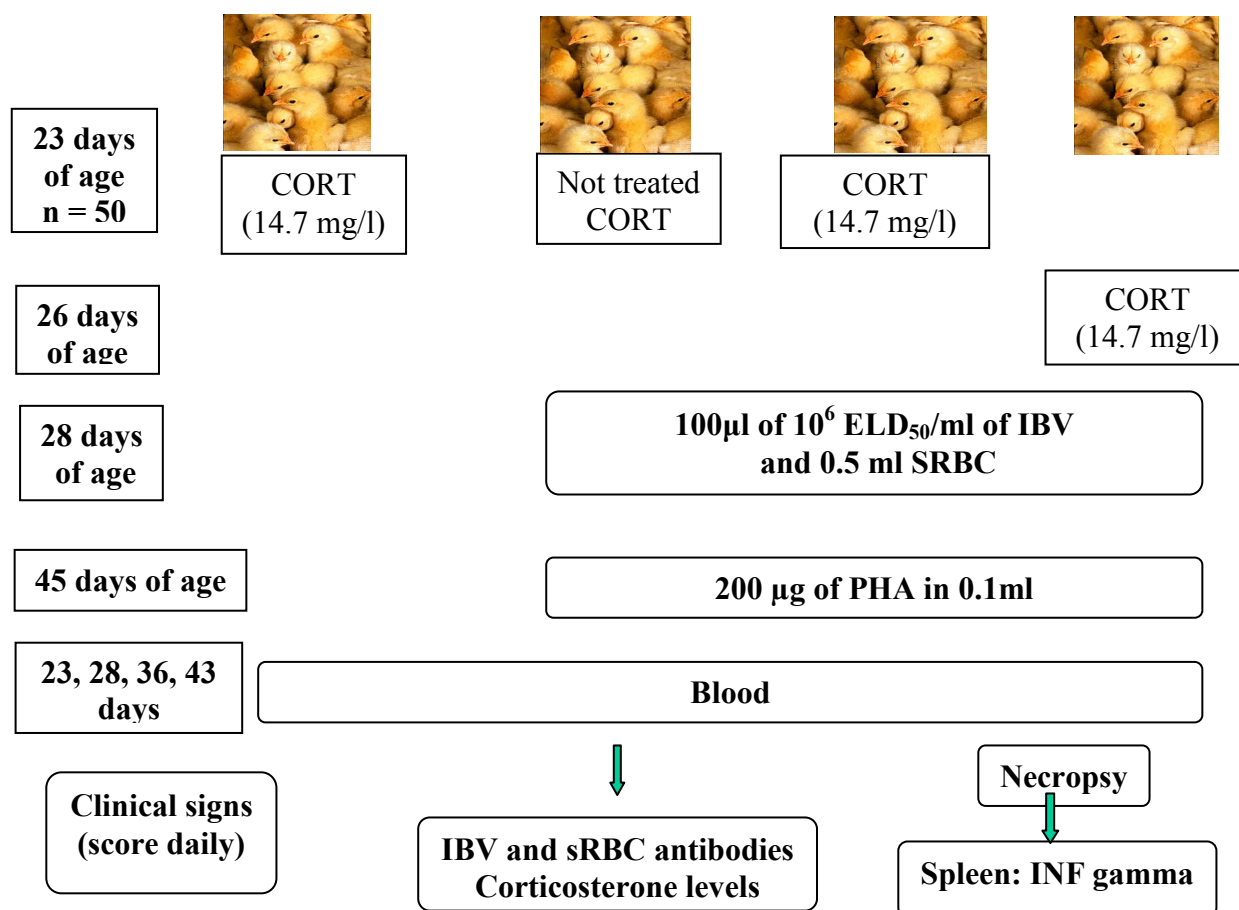 23 days
of age
n = 50
CORT
(14.7 mg/l)
Not treated
CORT
CORT
(14.7 mg/l)
26 days
of age
CORT
(14.7 mg/l)
28 days
of age
100µl of 10⁶ ELD₅₀/ml of IBV
and 0.5 ml SRBC
45 days of age
200 µg of PHA in 0.1ml
23, 28, 36, 43
days
Blood
Clinical signs
(score daily)
IBV and sRBC antibodies
Corticosterone levels
Necropsy
Spleen: INF gamma